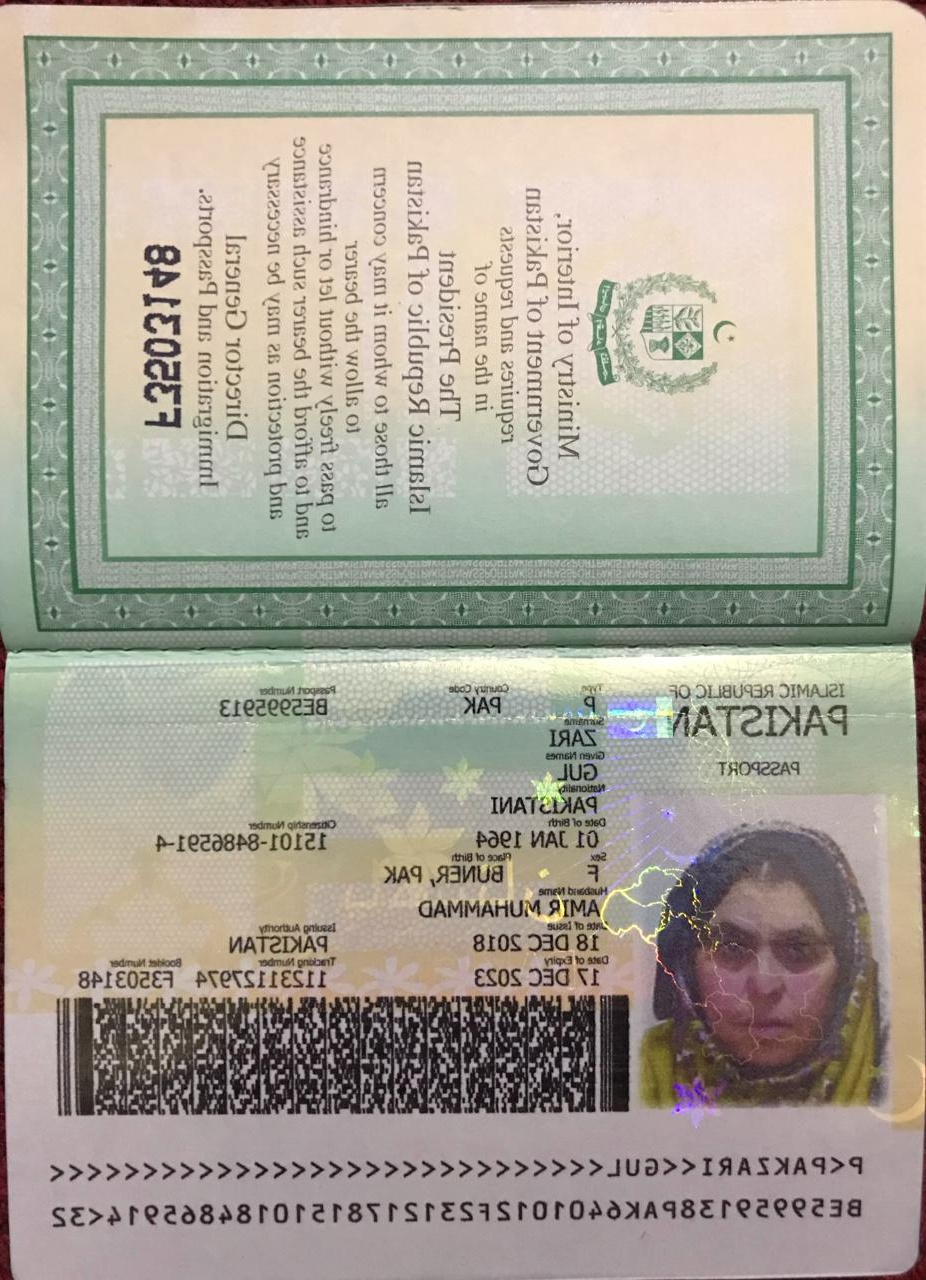 Ministry of Interior,
Government of Pakistan
requires and requests
in the name of
The President
Islamic Republic of Pakistan
all those to whom it may concern
to allow the bearer
to pass freely without let or hindrance
and to afford the bearer such assistance
and protection as may be necessary
Director General
Immigration and Passports.
F3503148
ISLAMIC REPUBLIC OF
PAKISTAN
PASSPORT
Type Country Code Passport Number
P PAK BE5995913
Surname
ZARI
Given Names
GUL
Nationality
PAKISTANI
Date of Birth Citizenship Number
01 JAN 1964 15101-8486591-4
Sex Place of Birth
F BUNER, PAK
Husband Name
AMIR MUHAMMAD
Date of Issue Issuing Authority
18 DEC 2018 PAKISTAN
Date of Expiry Tracking Number Booklet Number
17 DEC 2023 11231127974 F3503148
P<PAKZARI<<GUL<<<<<<<<<<<<<<<<<<<<<<<<<<<<<<
BE59959138PAK6401012F23121781510184865914<32